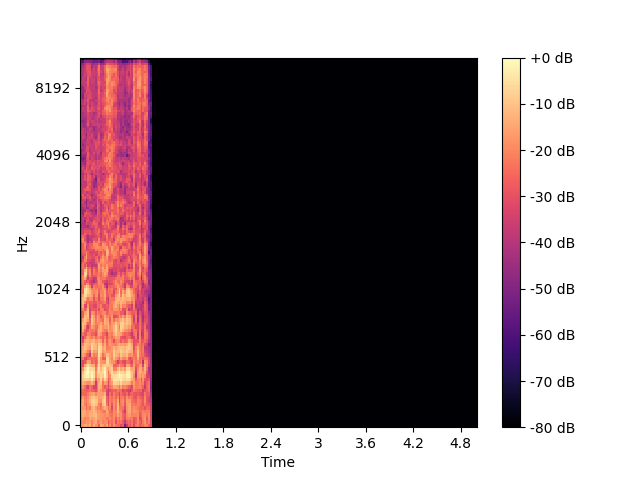 +0 dB
8192
-10 dB
4096
-20 dB
-30 dB
2048
-40 dB
Hz
1024
-50 dB
512
-60 dB
-70 dB
0
-80 dB
0 0.6 1.2 1.8 2.4 3 3.6 4.2 4.8
Time